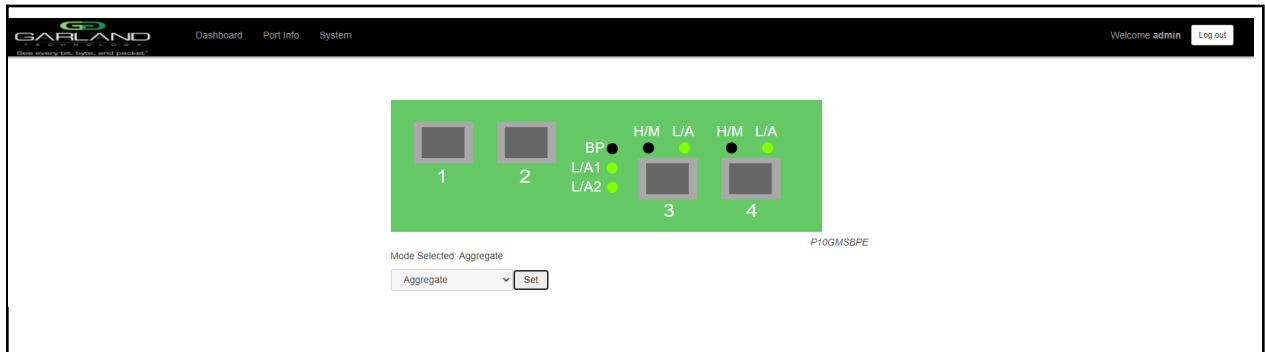 GARLAND
TECHNOLOGY
See every bit, byte, and packet®
Dashboard Port Info System
Welcome admin Log out
H/M L/A H/M L/A
BP
L/A1
L/A2
1 2
3 4
P10GMSBPE
Mode Selected: Aggregate
Aggregate Set